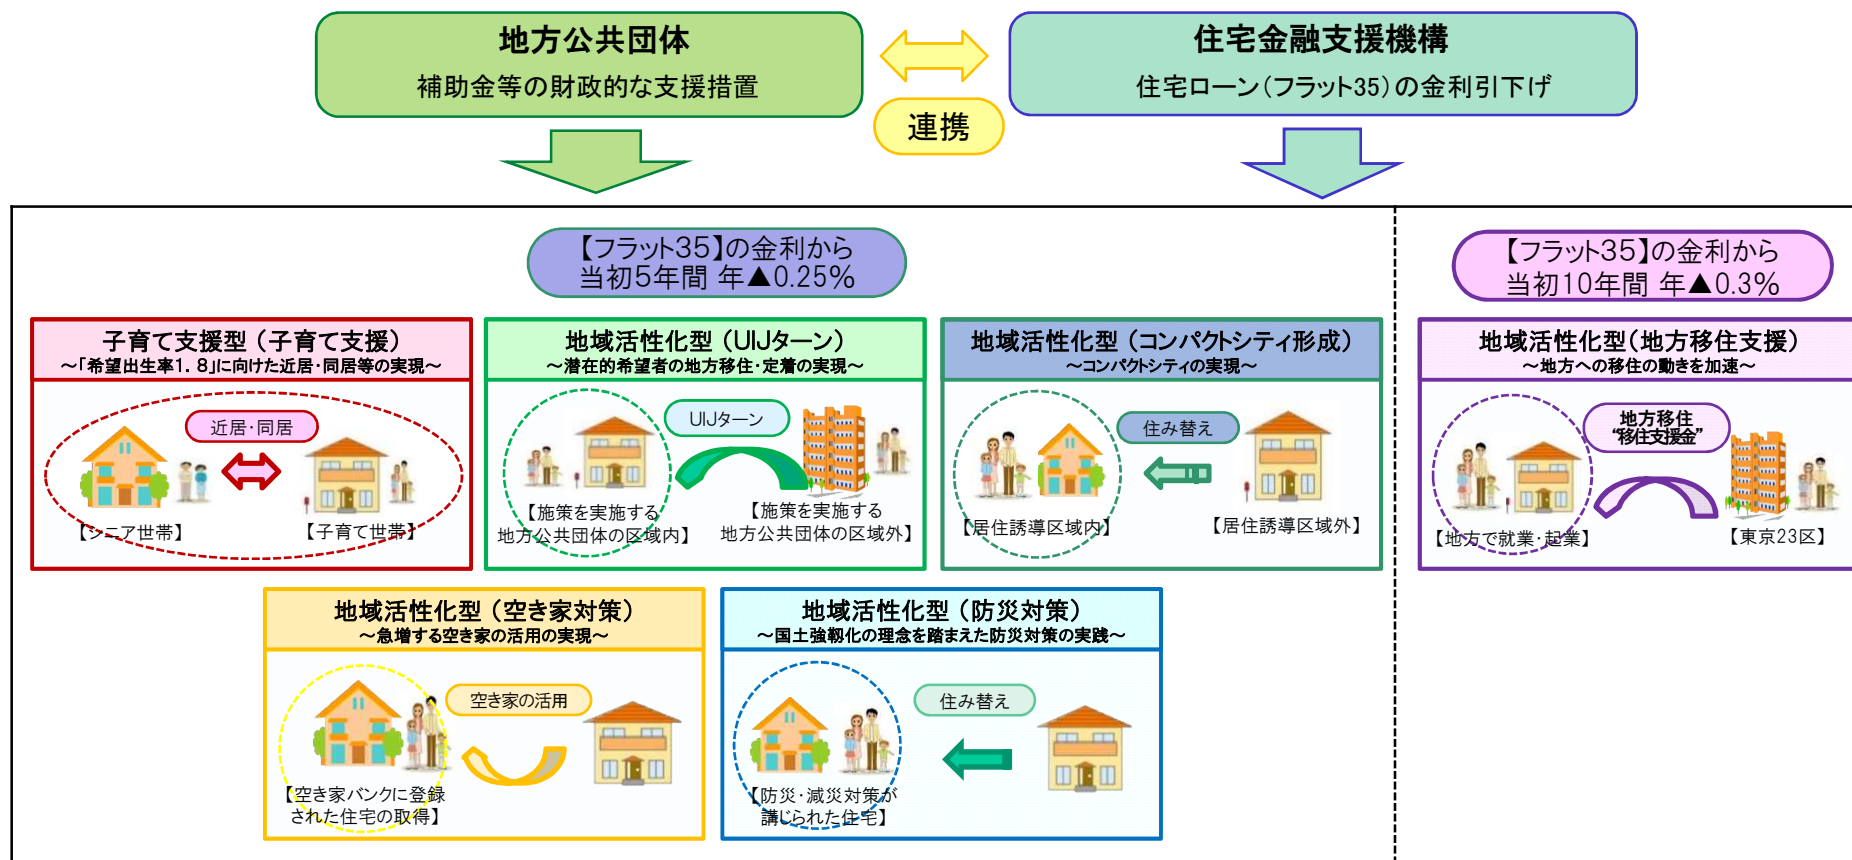 地方公共団体
補助金等の財政的な支援措置
連携
住宅金融支援機構
住宅ローン（フラット35）の金利引下げ
【フラット35】の金利から
当初5年間 年▲0.25%
【フラット35】の金利から
当初10年間 年▲0.3%
子育て支援型（子育て支援）
～「希望出生率1．8」に向けた近居・同居等の実現～
近居・同居
【シニア世帯】
【子育て世帯】
地域活性化型（UIJターン）
～潜在的希望者の地方移住・定着の実現～
UIJターン
【施策を実施する
地方公共団体の区域内】
【施策を実施する
地方公共団体の区域外】
地域活性化型（コンパクトシティ形成）
～コンパクトシティの実現～
住み替え
【居住誘導区域内】
【居住誘導区域外】
地域活性化型（地方移住支援）
～地方への移住の動きを加速～
地方移住
“移住支援金”
【地方で就業・起業】
【東京23区】
地域活性化型（空き家対策）
～急増する空き家の活用の実現～
空き家の活用
【空き家バンクに登録
された住宅の取得】
地域活性化型（防災対策）
～国土強靱化の理念を踏まえた防災対策の実践～
住み替え
【防災・減災対策が
講じられた住宅】